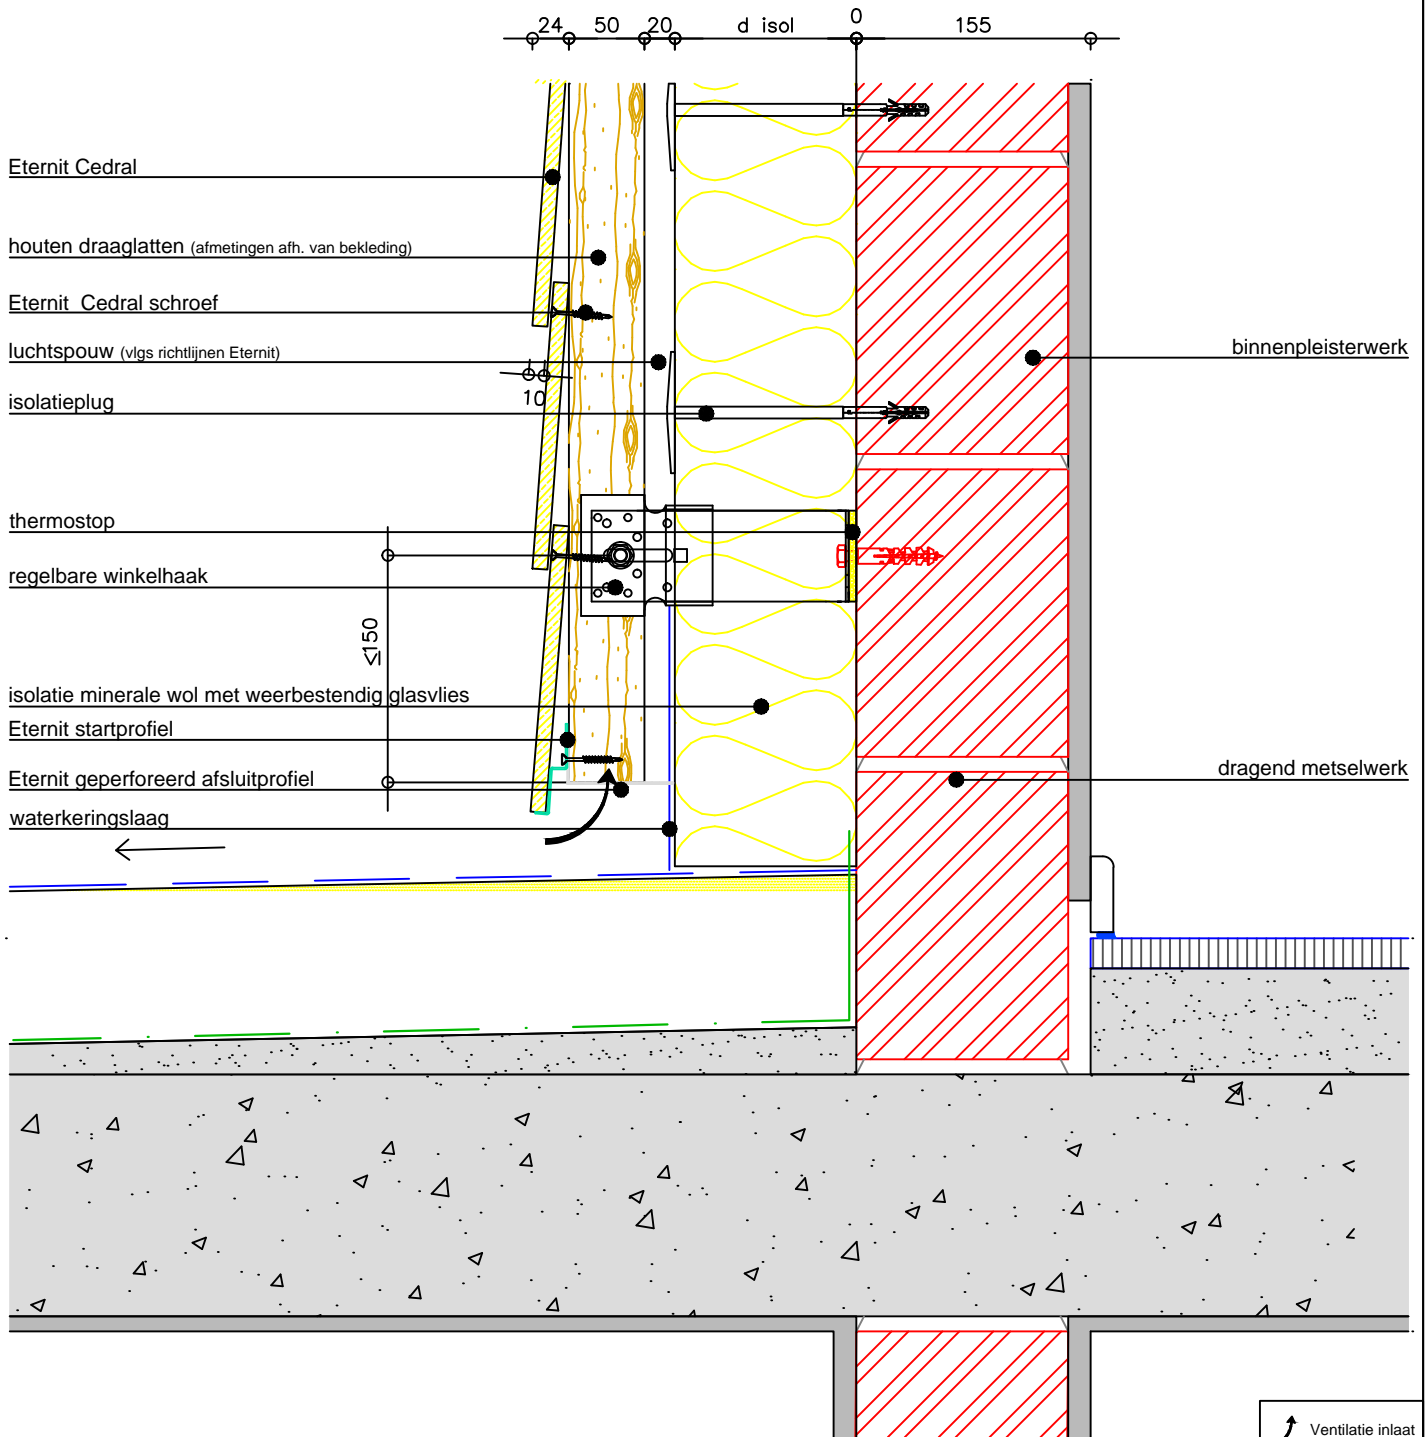 24 50 20 d isol 0 155
Eternit Cedral
houten draaglatten (afmetingen afh. van bekleding)
Eternit Cedral schroef
luchtspouw (vlgs richtlijnen Eternit)
binnenpleisterwerk
10
isolatieplug
thermostop
regelbare winkelhaak
≤150
isolatie minerale wol met weerbestendig glasvlies
Eternit startprofiel
Eternit geperforeerd afsluitprofiel
dragend metselwerk
waterkeringslaag
Ventilatie inlaat